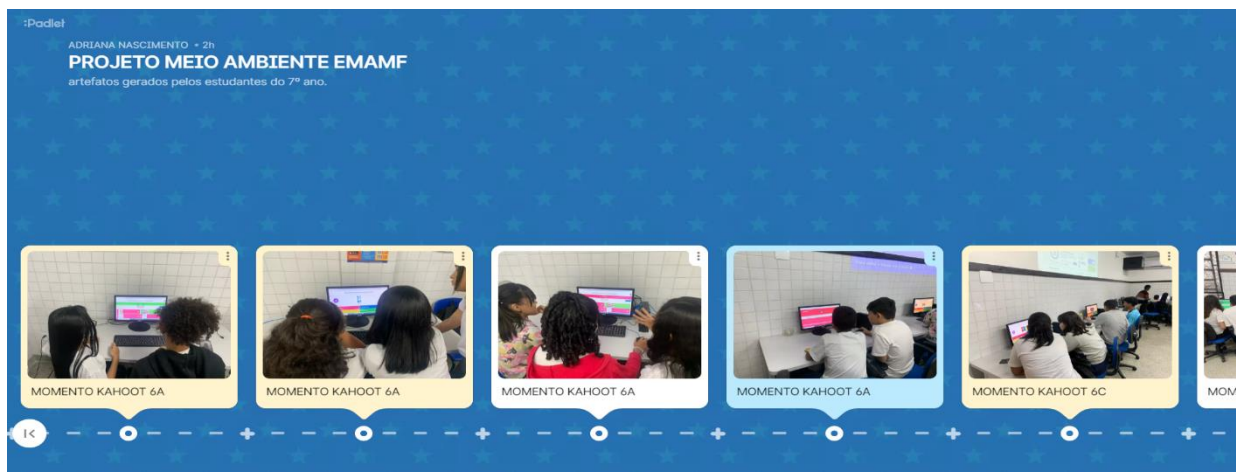 :Padlet
ADRIANA NASCIMENTO • 2h
PROJETO MEIO AMBIENTE EMAMF
artefatos gerados pelos estudantes do 7º ano.
MOMENTO KAHOOT 6A
MOMENTO KAHOOT 6A
MOMENTO KAHOOT 6A
MOMENTO KAHOOT 6A
MOMENTO KAHOOT 6C
MOM